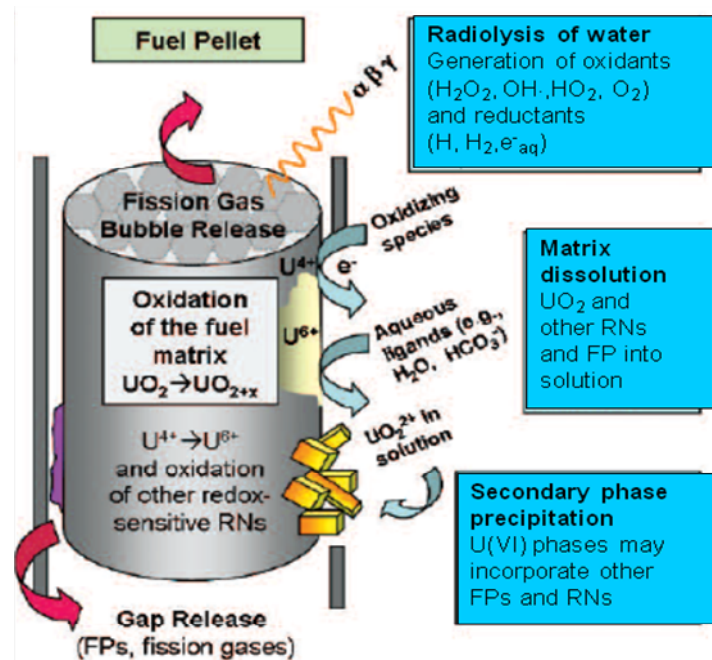 Fuel Pellet
α β γ
Radiolysis of water
Generation of oxidants
(H₂O₂, OH·,HO₂, O₂)
and reductants
(H, H₂,e⁻aq)
Fission Gas
Bubble Release
Oxidizing
species
U⁴⁺
e⁻
Oxidation
of the fuel
matrix
UO₂→UO₂₊ₓ
U⁶⁺
Aqueous
ligands (e.g.,
H₂O, HCO₃⁻)
Matrix
dissolution
UO₂ and
other RNs
and FP into
solution
U⁴⁺→U⁶⁺
and oxidation
of other redox-
sensitive RNs
UO₂²⁺ in
solution
Secondary phase
precipitation
U(VI) phases may
incorporate other
FPs and RNs
Gap Release
(FPs, fission gases)